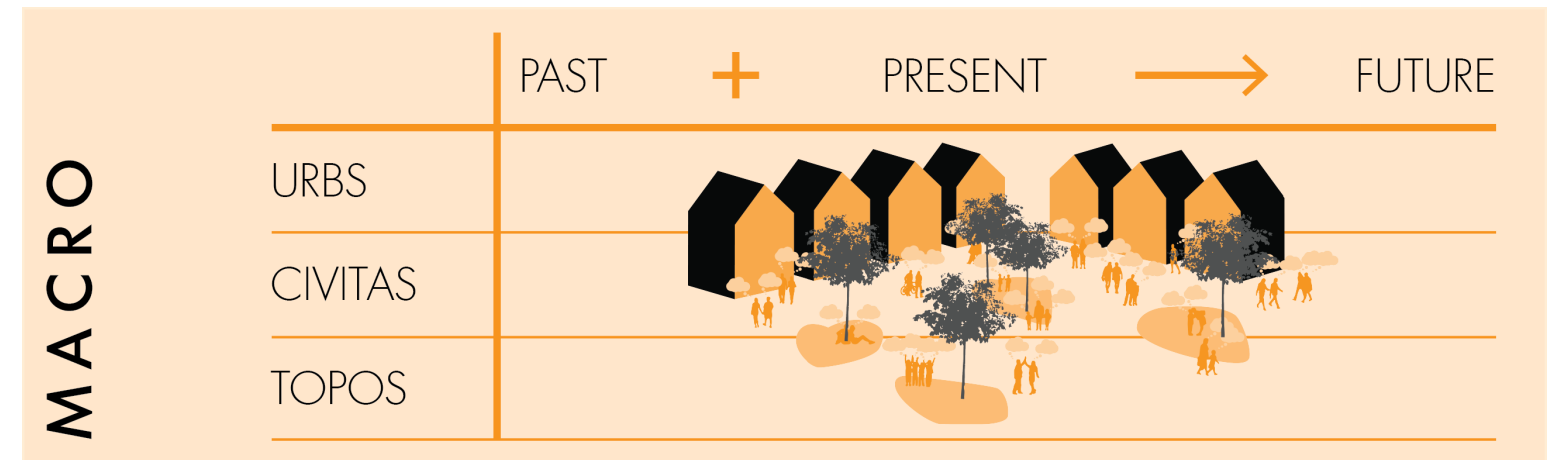 MACRO
PAST + PRESENT → FUTURE
URBS
CIVITAS
TOPOS